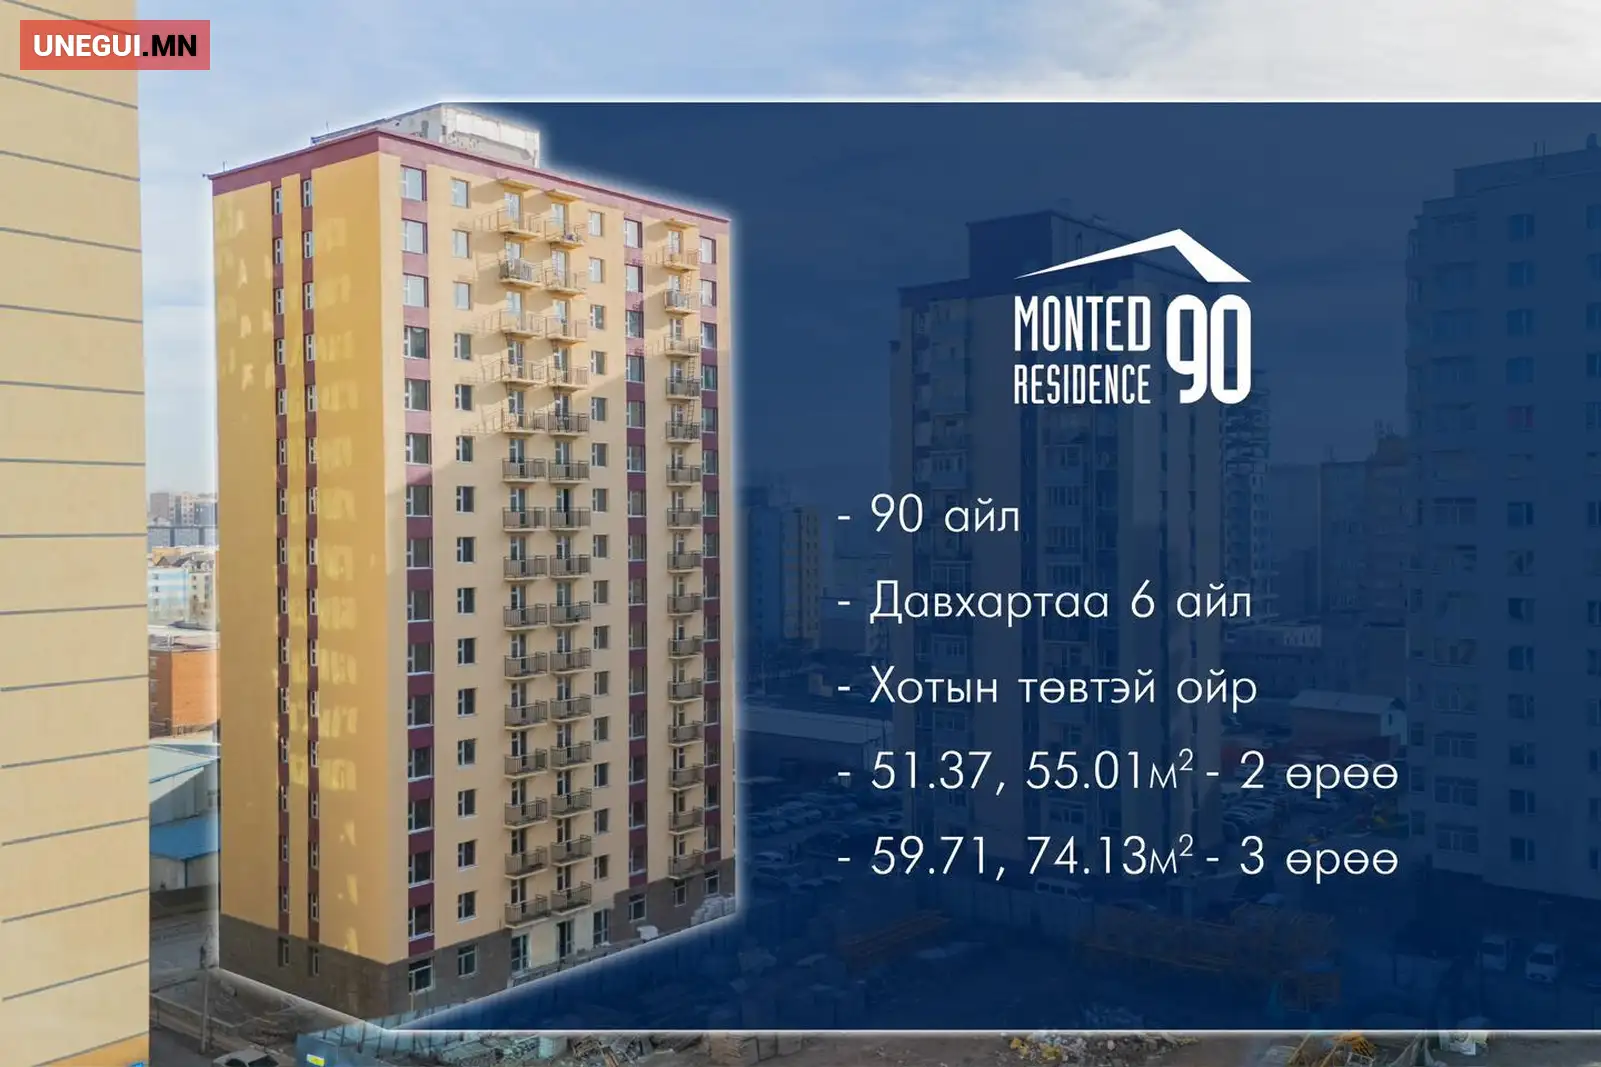 UNEGUI.MN
MONTED 90
RESIDENCE
- 90 айл
- Давхартаа 6 айл
- Хотын төвтэй ойр
- 51.37, 55.01м² - 2 өрөө
- 59.71, 74.13м² - 3 өрөө